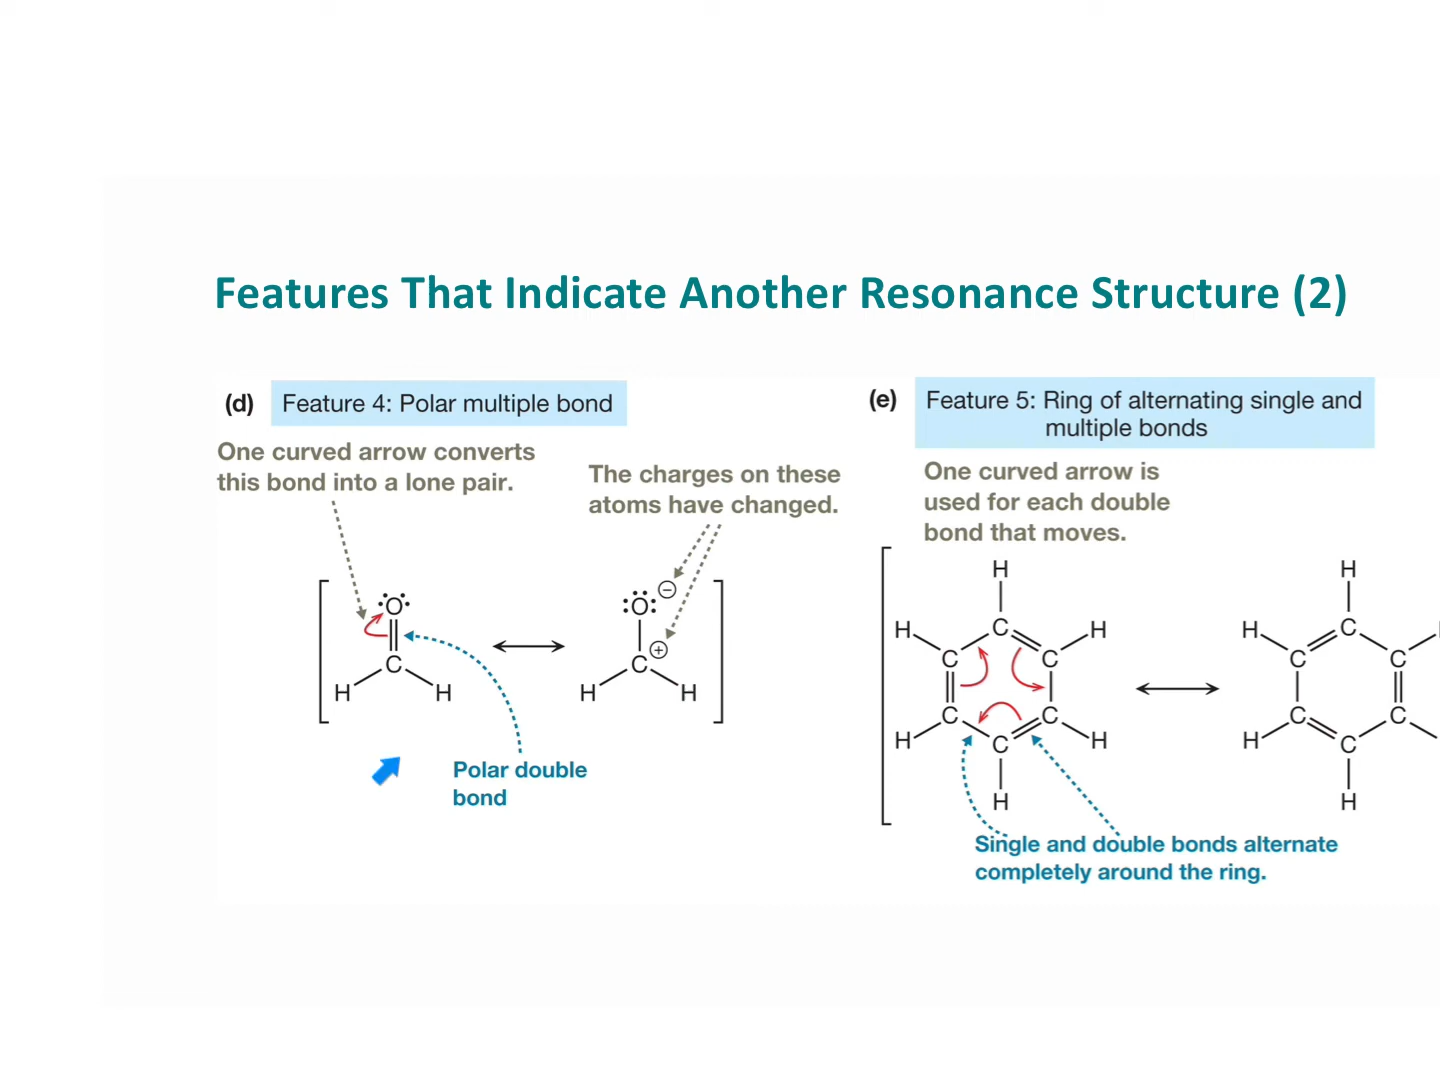 Features That Indicate Another Resonance Structure (2)
(d) Feature 4: Polar multiple bond
One curved arrow converts
this bond into a lone pair.
The charges on these
atoms have changed.
:O:
C
H H
:O: −
C +
H H
Polar double
bond
(e) Feature 5: Ring of alternating single and
multiple bonds
One curved arrow is
used for each double
bond that moves.
H
H C H
C C
C C
H C H
H
H
H C
C C
C C
H C
H
Single and double bonds alternate
completely around the ring.